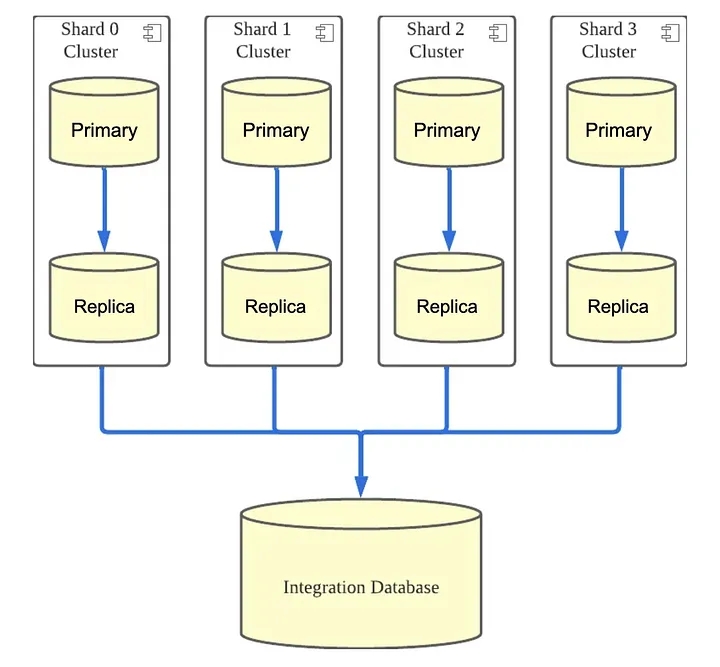 Shard 0
Cluster
Shard 1
Cluster
Shard 2
Cluster
Shard 3
Cluster
Primary
Primary
Primary
Primary
Replica
Replica
Replica
Replica
Integration Database